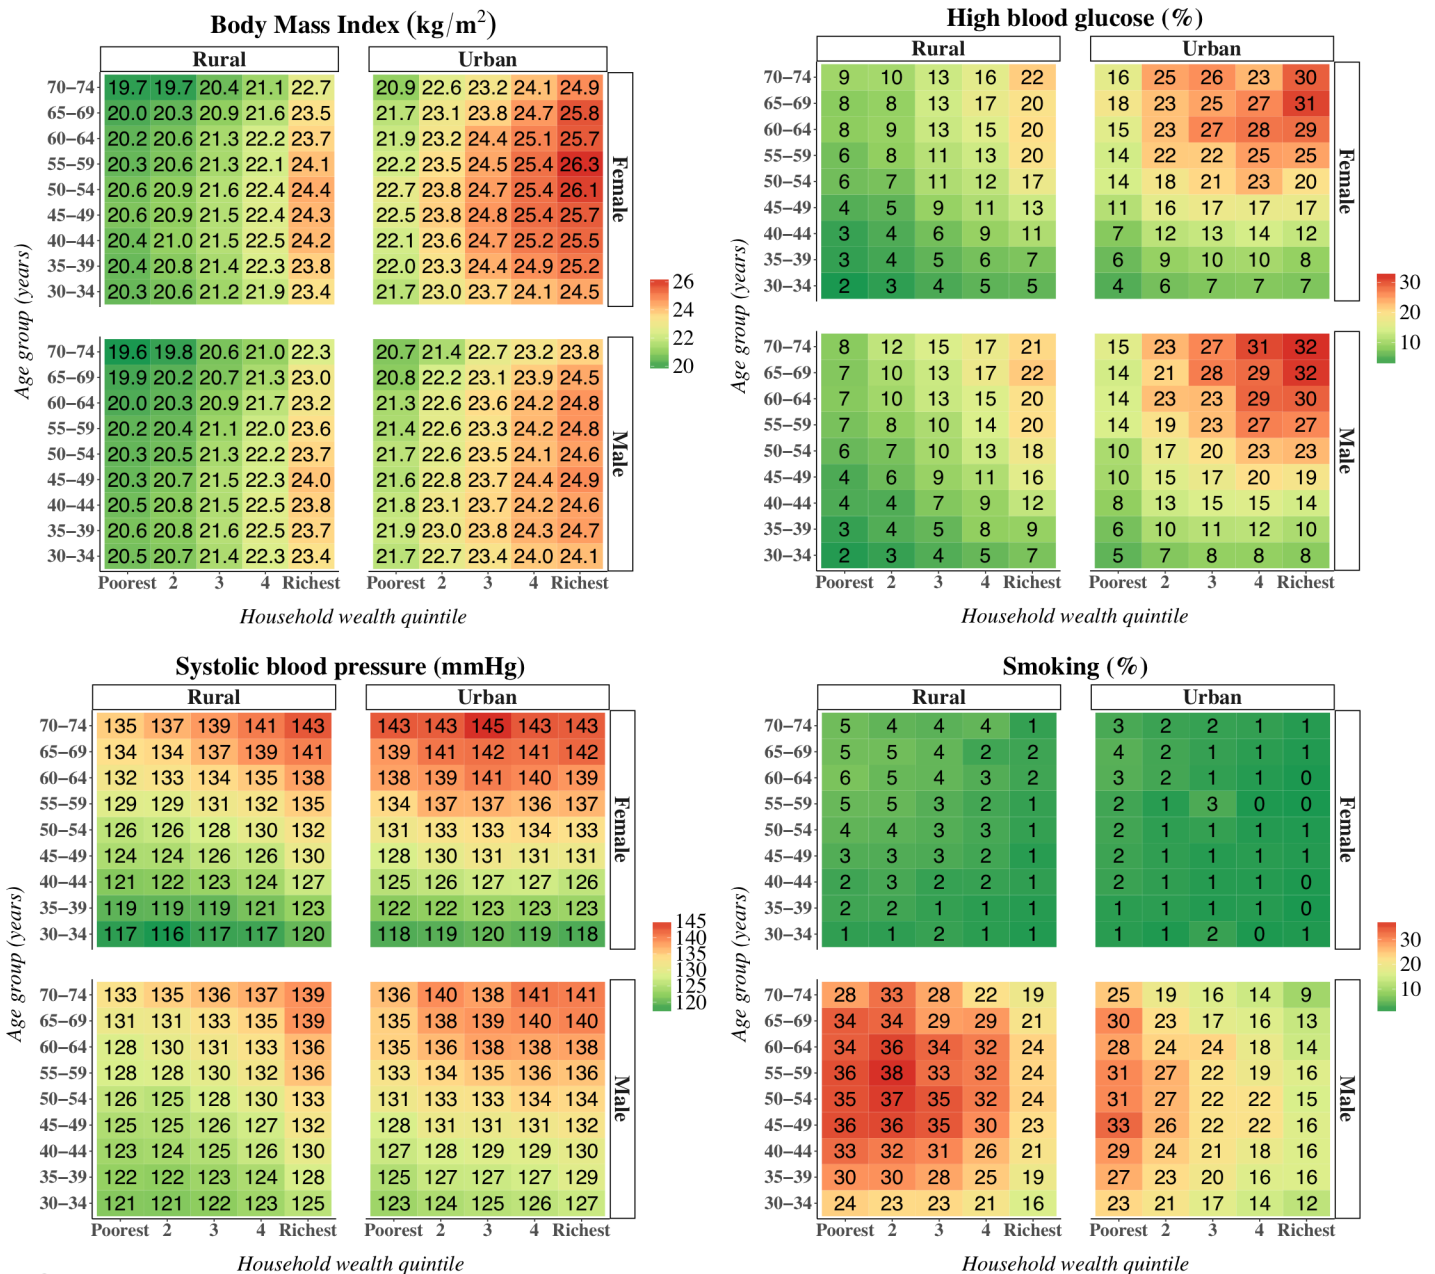 Body Mass Index (kg/m²)
Rural Urban
70–74 19.7 19.7 20.4 21.1 22.7 20.9 22.6 23.2 24.1 24.9
65–69 20.0 20.3 20.9 21.6 23.5 21.7 23.1 23.8 24.7 25.8
60–64 20.2 20.6 21.3 22.2 23.7 21.9 23.2 24.4 25.1 25.7
55–59 20.3 20.6 21.3 22.1 24.1 22.2 23.5 24.5 25.4 26.3
50–54 20.6 20.9 21.6 22.4 24.4 22.7 23.8 24.7 25.4 26.1
45–49 20.6 20.9 21.5 22.4 24.3 22.5 23.8 24.8 25.4 25.7
40–44 20.4 21.0 21.5 22.5 24.2 22.1 23.6 24.7 25.2 25.5
35–39 20.4 20.8 21.4 22.3 23.8 22.0 23.3 24.4 24.9 25.2
30–34 20.3 20.6 21.2 21.9 23.4 21.7 23.0 23.7 24.1 24.5
Female
70–74 19.6 19.8 20.6 21.0 22.3 20.7 21.4 22.7 23.2 23.8
65–69 19.9 20.2 20.7 21.3 23.0 20.8 22.2 23.1 23.9 24.5
60–64 20.0 20.3 20.9 21.7 23.2 21.3 22.6 23.6 24.2 24.8
55–59 20.2 20.4 21.1 22.0 23.6 21.4 22.6 23.3 24.2 24.8
50–54 20.3 20.5 21.3 22.2 23.7 21.7 22.6 23.5 24.1 24.6
45–49 20.3 20.7 21.5 22.3 24.0 21.6 22.8 23.7 24.4 24.9
40–44 20.5 20.8 21.5 22.5 23.8 21.8 23.1 23.7 24.2 24.6
35–39 20.6 20.8 21.6 22.5 23.7 21.9 23.0 23.8 24.3 24.7
30–34 20.5 20.7 21.4 22.3 23.4 21.7 22.7 23.4 24.0 24.1
Male
Poorest 2 3 4 Richest Poorest 2 3 4 Richest
Household wealth quintile
Age group (years)
26
24
22
20
High blood glucose (%)
Rural Urban
70–74 9 10 13 16 22 16 25 26 23 30
65–69 8 8 13 17 20 18 23 25 27 31
60–64 8 9 13 15 20 15 23 27 28 29
55–59 6 8 11 13 20 14 22 22 25 25
50–54 6 7 11 12 17 14 18 21 23 20
45–49 4 5 9 11 13 11 16 17 17 17
40–44 3 4 6 9 11 7 12 13 14 12
35–39 3 4 5 6 7 6 9 10 10 8
30–34 2 3 4 5 5 4 6 7 7 7
Female
70–74 8 12 15 17 21 15 23 27 31 32
65–69 7 10 13 17 22 14 21 28 29 32
60–64 7 10 13 15 20 14 23 23 29 30
55–59 7 8 10 14 20 14 19 23 27 27
50–54 6 7 10 13 18 10 17 20 23 23
45–49 4 6 9 11 16 10 15 17 20 19
40–44 4 4 7 9 12 8 13 15 15 14
35–39 3 4 5 8 9 6 10 11 12 10
30–34 2 3 4 5 7 5 7 8 8 8
Male
Poorest 2 3 4 Richest Poorest 2 3 4 Richest
Household wealth quintile
Age group (years)
30
20
10
Systolic blood pressure (mmHg)
Rural Urban
70–74 135 137 139 141 143 143 143 145 143 143
65–69 134 134 137 139 141 139 141 142 141 142
60–64 132 133 134 135 138 138 139 141 140 139
55–59 129 129 131 132 135 134 137 137 136 137
50–54 126 126 128 130 132 131 133 133 134 133
45–49 124 124 126 126 130 128 130 131 131 131
40–44 121 122 123 124 127 125 126 127 127 126
35–39 119 119 119 121 123 122 122 123 123 123
30–34 117 116 117 117 120 118 119 120 119 118
Female
70–74 133 135 136 137 139 136 140 138 141 141
65–69 131 131 133 135 139 135 138 139 140 140
60–64 128 130 131 133 136 135 136 138 138 138
55–59 128 128 130 132 136 133 134 135 136 136
50–54 126 125 128 130 133 131 133 133 134 134
45–49 125 125 126 127 132 128 131 131 131 132
40–44 123 124 125 126 130 127 128 129 129 130
35–39 122 122 123 124 128 125 127 127 127 129
30–34 121 121 122 123 125 123 124 125 126 127
Male
Poorest 2 3 4 Richest Poorest 2 3 4 Richest
Household wealth quintile
Age group (years)
145
140
135
130
125
120
Smoking (%)
Rural Urban
70–74 5 4 4 4 1 3 2 2 1 1
65–69 5 5 4 2 2 4 2 1 1 1
60–64 6 5 4 3 2 3 2 1 1 0
55–59 5 5 3 2 1 2 1 3 0 0
50–54 4 4 3 3 1 2 1 1 1 1
45–49 3 3 3 2 1 2 1 1 1 1
40–44 2 3 2 2 1 2 1 1 1 0
35–39 2 2 1 1 1 1 1 1 1 0
30–34 1 1 2 1 1 1 1 2 0 1
Female
70–74 28 33 28 22 19 25 19 16 14 9
65–69 34 34 29 29 21 30 23 17 16 13
60–64 34 36 34 32 24 28 24 24 18 14
55–59 36 38 33 32 24 31 27 22 19 16
50–54 35 37 35 32 24 31 27 22 22 15
45–49 36 36 35 30 23 33 26 22 22 16
40–44 33 32 31 26 21 29 24 21 18 16
35–39 30 30 28 25 19 27 23 20 16 16
30–34 24 23 23 21 16 23 21 17 14 12
Male
Poorest 2 3 4 Richest Poorest 2 3 4 Richest
Household wealth quintile
Age group (years)
30
20
10